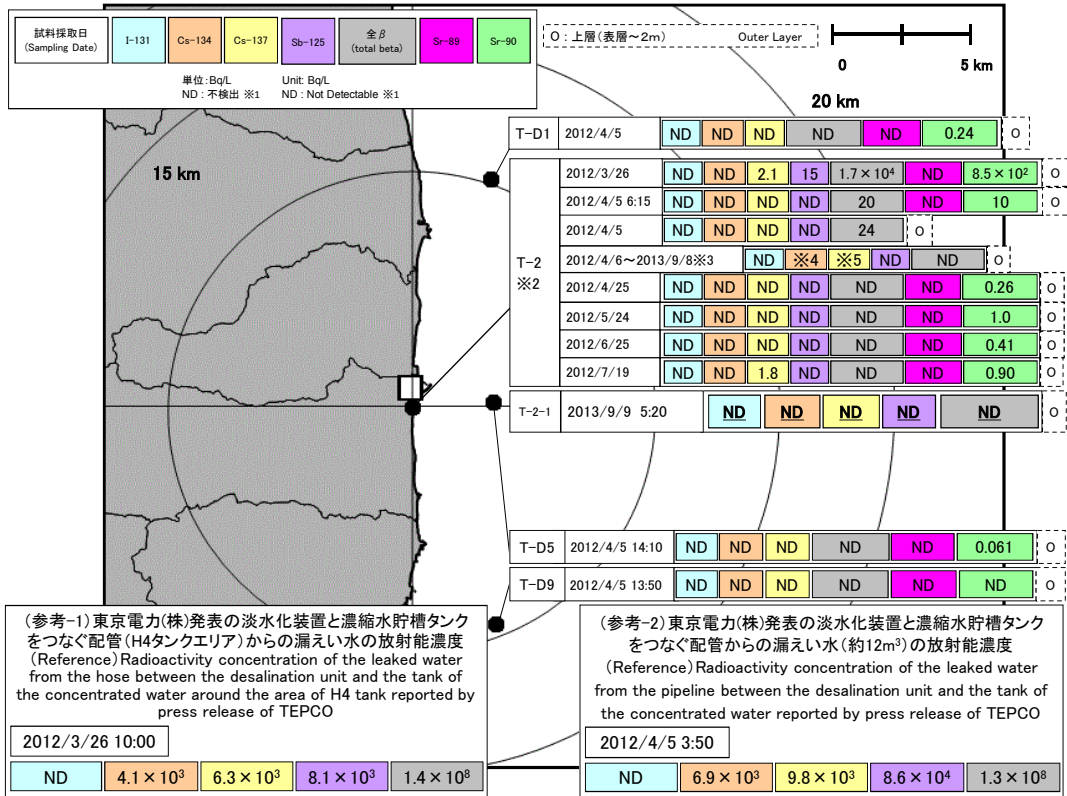 試料採取日
(Sampling Date)
I-131
Cs-134
Cs-137
Sb-125
全β
(total beta)
Sr-89
Sr-90
単位:Bq/L Unit: Bq/L
ND : 不検出 ※1 ND : Not Detectable ※1
O : 上層(表層～2m) Outer Layer
0 5 km
20 km
15 km
T-D1 2012/4/5 ND ND ND ND ND 0.24 O
T-2
※2
2012/3/26 ND ND 2.1 15 1.7×10⁴ ND 8.5×10² O
2012/4/5 6:15 ND ND ND ND 20 ND 10 O
2012/4/5 ND ND ND ND 24 O
2012/4/6～2013/9/8※3 ND ※4 ※5 ND ND O
2012/4/25 ND ND ND ND ND ND 0.26 O
2012/5/24 ND ND ND ND ND ND 1.0 O
2012/6/25 ND ND ND ND ND ND 0.41 O
2012/7/19 ND ND 1.8 ND ND ND 0.90 O
T-2-1 2013/9/9 5:20 ND ND ND ND ND O
T-D5 2012/4/5 14:10 ND ND ND ND ND 0.061 O
T-D9 2012/4/5 13:50 ND ND ND ND ND ND O
(参考-1)東京電力(株)発表の淡水化装置と濃縮水貯槽タンク
をつなぐ配管(H4タンクエリア)からの漏えい水の放射能濃度
(Reference)Radioactivity concentration of the leaked water
from the hose between the desalination unit and the tank of
the concentrated water around the area of H4 tank reported by
press release of TEPCO
2012/3/26 10:00
ND 4.1×10³ 6.3×10³ 8.1×10³ 1.4×10⁸
(参考-2)東京電力(株)発表の淡水化装置と濃縮水貯槽タンク
をつなぐ配管からの漏えい水(約12m³)の放射能濃度
(Reference)Radioactivity concentration of the leaked water
from the pipeline between the desalination unit and the tank of
the concentrated water reported by press release of TEPCO
2012/4/5 3:50
ND 6.9×10³ 9.8×10³ 8.6×10⁴ 1.3×10⁸